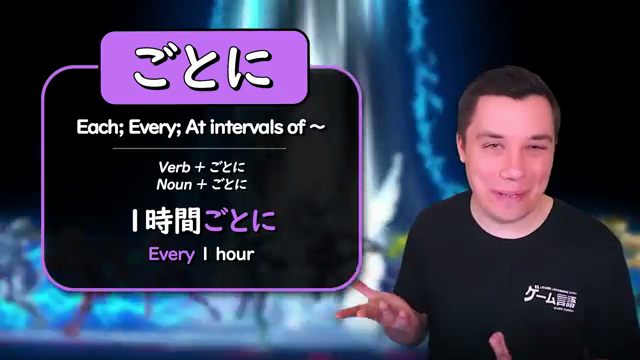 ごとに
Each; Every; At intervals of ～
Verb + ごとに
Noun + ごとに
1時間ごとに
Every 1 hour
ゲーム言語